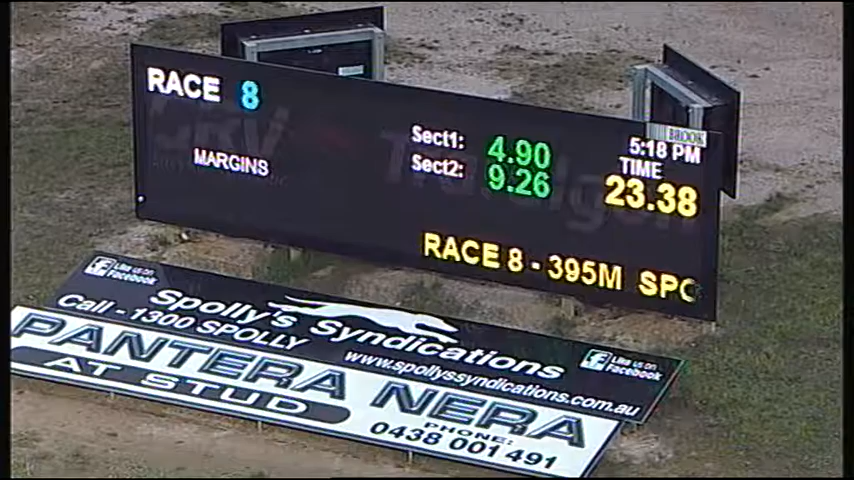 RACE 8
MARGINS
Sect1: 4.90
Sect2: 9.26
BROOK
5:18 PM
TIME
23.38
RACE 8 - 395M SPO
Like us on
Facebook
Spolly's Syndications
Call - 1300 SPOLLY
www.spollyssyndications.com.au
Like us on
Facebook
PANTERA NERA
AT STUD
PHONE:
0438 001 491